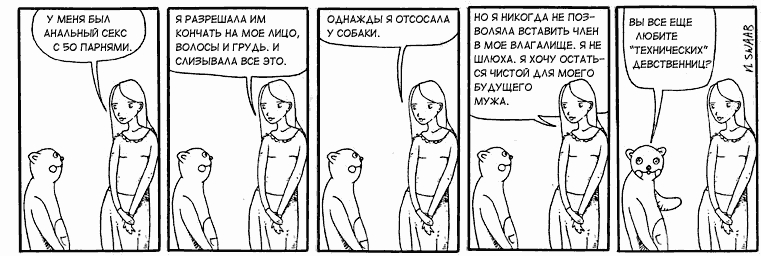 У МЕНЯ БЫЛ
АНАЛЬНЫЙ СЕКС
С 50 ПАРНЯМИ.
Я РАЗРЕШАЛА ИМ
КОНЧАТЬ НА МОЕ ЛИЦО,
ВОЛОСЫ И ГРУДЬ. И
СЛИЗЫВАЛА ВСЕ ЭТО.
ОДНАЖДЫ Я ОТСОСАЛА
У СОБАКИ.
НО Я НИКОГДА НЕ ПОЗ-
ВОЛЯЛА ВСТАВИТЬ ЧЛЕН
В МОЕ ВЛАГАЛИЩЕ. Я НЕ
ШЛЮХА. Я ХОЧУ ОСТАТЬ-
СЯ ЧИСТОЙ ДЛЯ МОЕГО
БУДУЩЕГО
МУЖА.
ВЫ ВСЕ ЕЩЕ
ЛЮБИТЕ
"ТЕХНИЧЕСКИХ"
ДЕВСТВЕННИЦ?